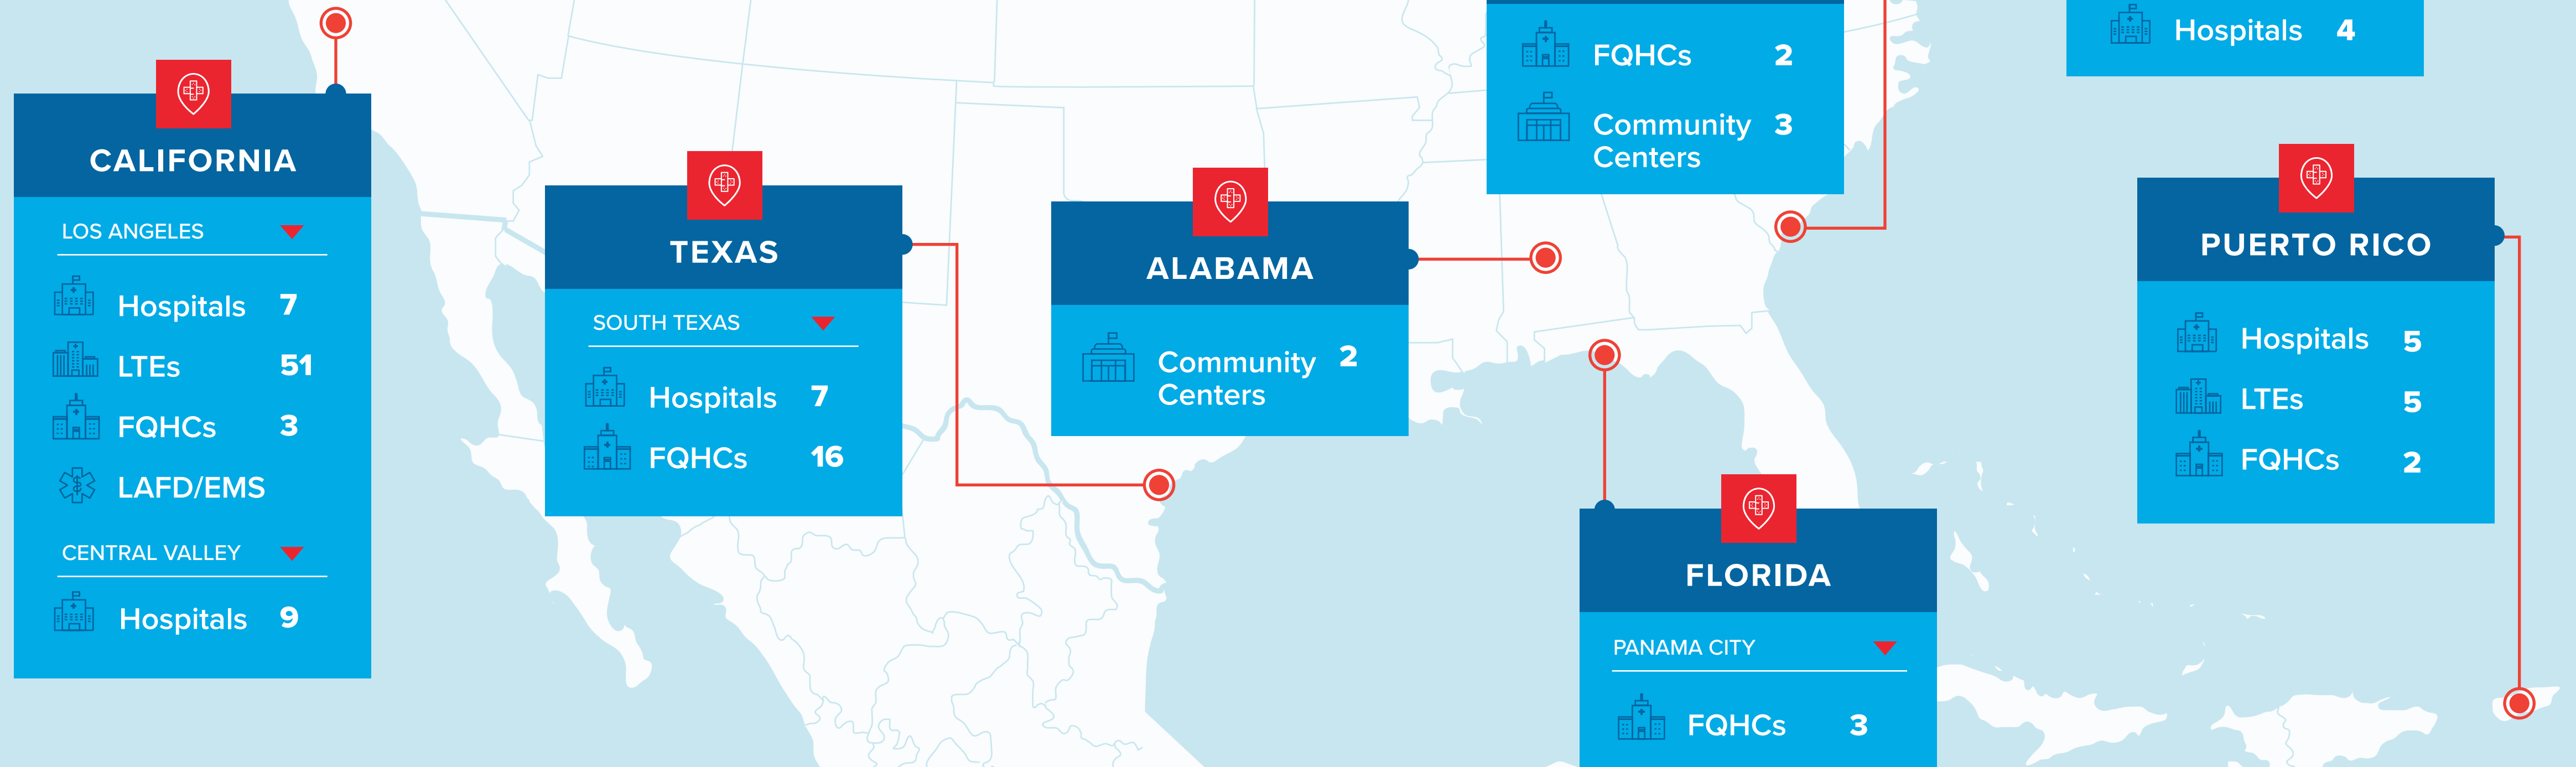 CALIFORNIA
LOS ANGELES
Hospitals 7
LTEs 51
FQHCs 3
LAFD/EMS
CENTRAL VALLEY
Hospitals 9
TEXAS
SOUTH TEXAS
Hospitals 7
FQHCs 16
ALABAMA
Community 2
Centers
FQHCs 2
Community 3
Centers
FLORIDA
PANAMA CITY
FQHCs 3
Hospitals 4
PUERTO RICO
Hospitals 5
LTEs 5
FQHCs 2